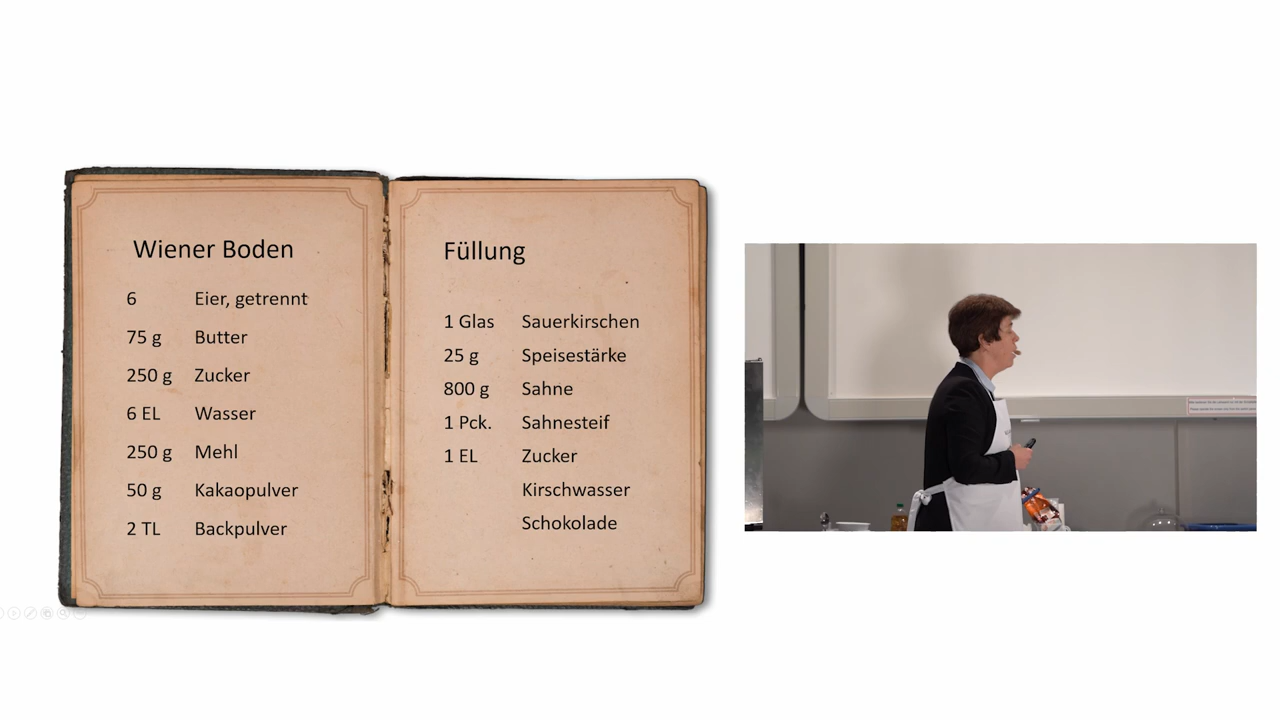 Wiener Boden
6 Eier, getrennt
75 g Butter
250 g Zucker
6 EL Wasser
250 g Mehl
50 g Kakaopulver
2 TL Backpulver
Füllung
1 Glas Sauerkirschen
25 g Speisestärke
800 g Sahne
1 Pck. Sahnesteif
1 EL Zucker
Kirschwasser
Schokolade